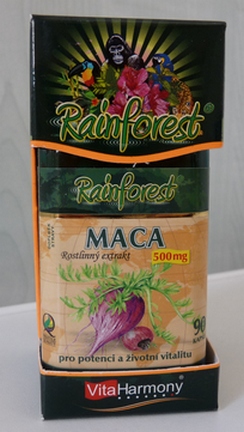 Rainforest®
Rainforest
MACA
Rostlinný extrakt 500mg
90
pro potenci a životní vitalitu
VitaHarmony®